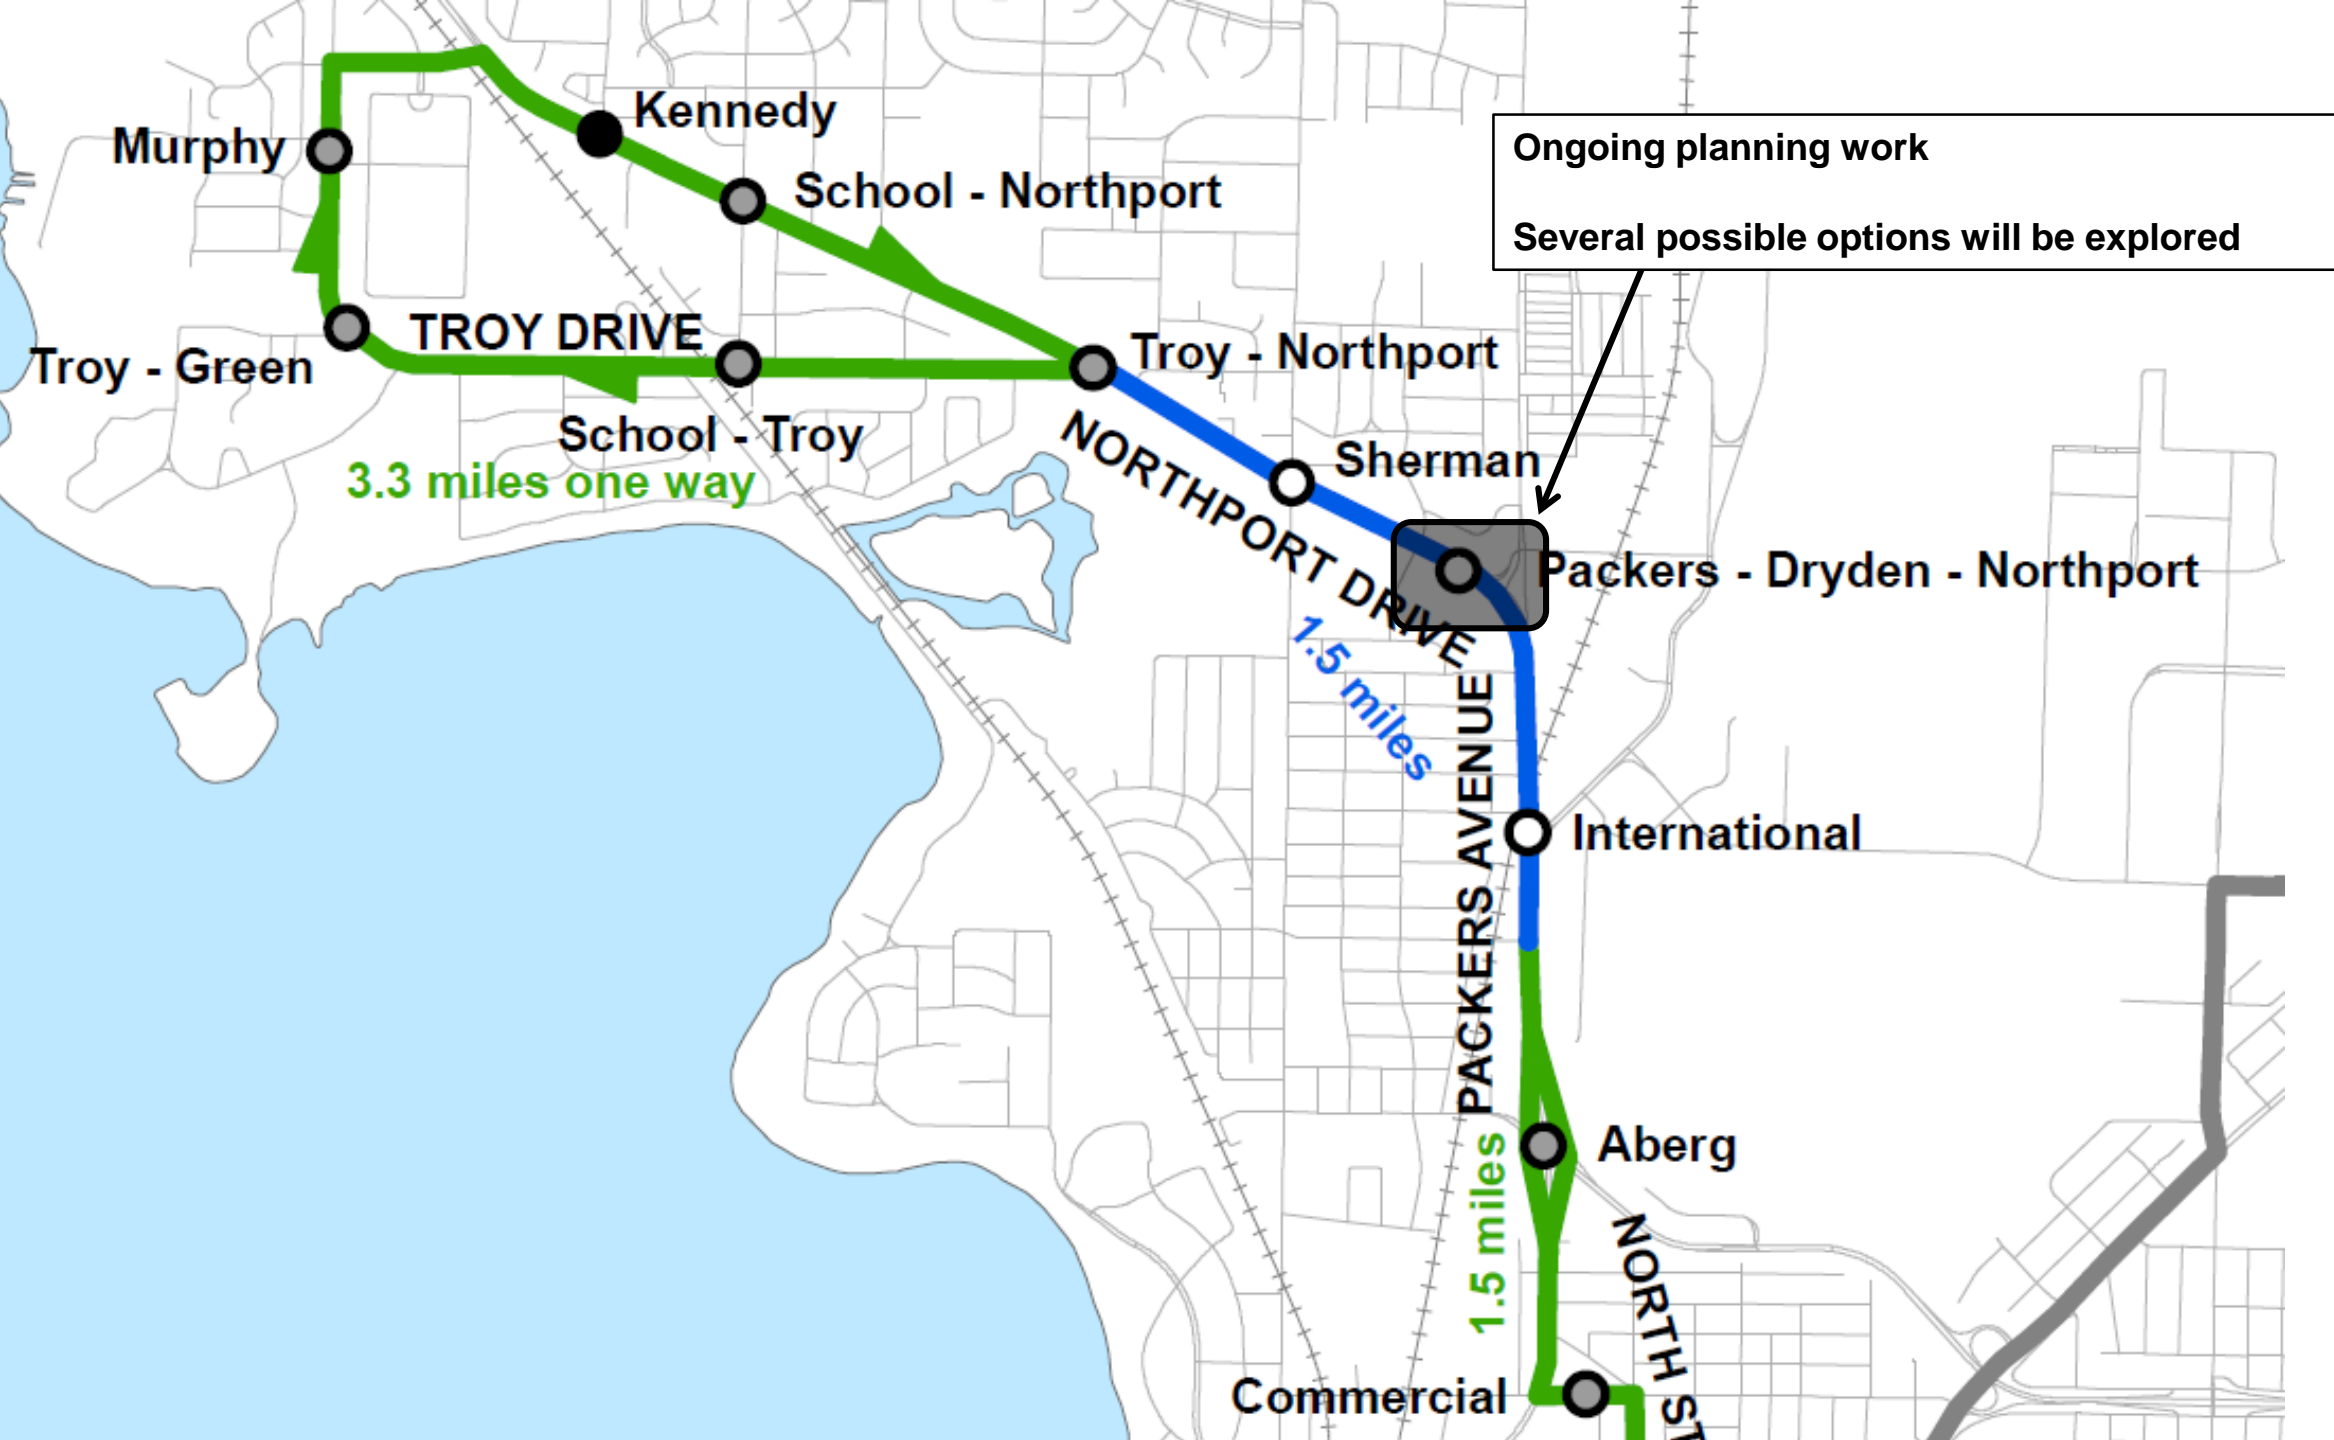 Kennedy
Murphy
Ongoing planning work
School - Northport
Several possible options will be explored
TROY DRIVE
Troy - Green
Troy - Northport
School - Troy
3.3 miles one way
Sherman
NORTHPORT DRIVE
Packers - Dryden - Northport
1.5 miles
PACKERS AVENUE
International
Aberg
1.5 miles
NORTH ST
Commercial